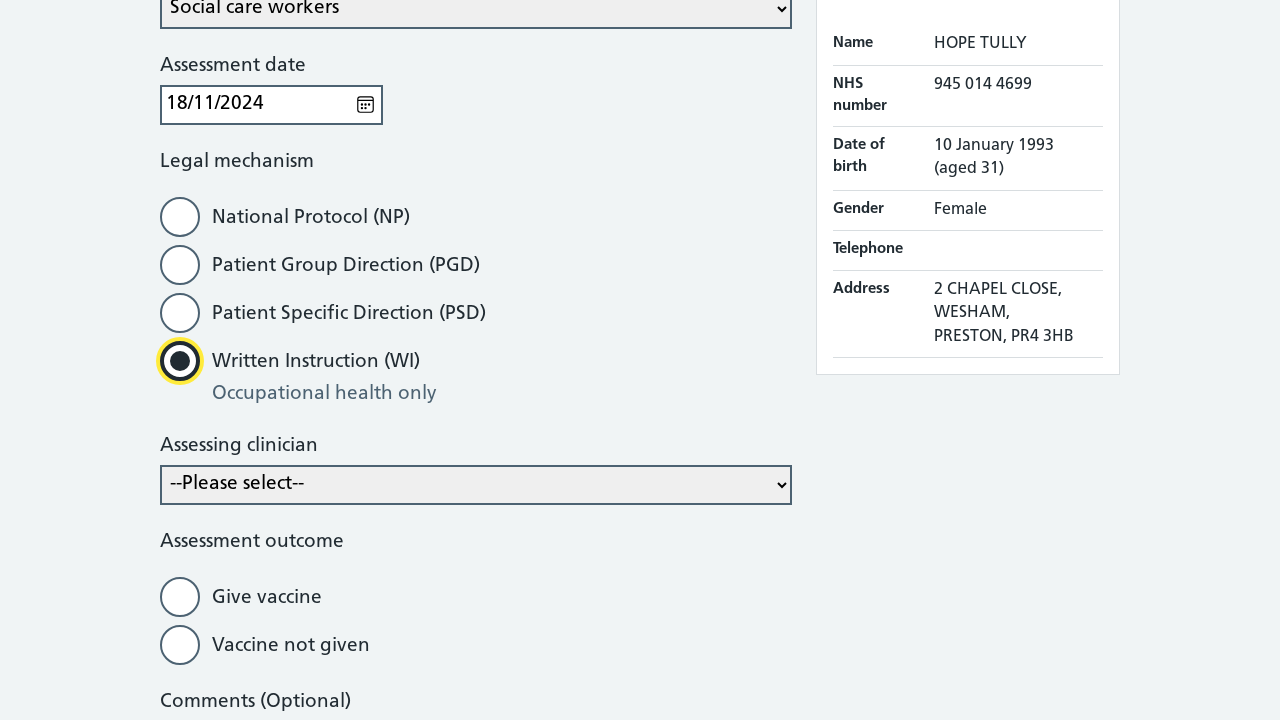 Social care workers
Assessment date
18/11/2024
Legal mechanism
National Protocol (NP)
Patient Group Direction (PGD)
Patient Specific Direction (PSD)
Written Instruction (WI)
Occupational health only
Assessing clinician
--Please select--
Assessment outcome
Give vaccine
Vaccine not given
Comments (Optional)
Name HOPE TULLY
NHS number 945 014 4699
Date of birth 10 January 1993 (aged 31)
Gender Female
Telephone
Address 2 CHAPEL CLOSE,
WESHAM,
PRESTON, PR4 3HB